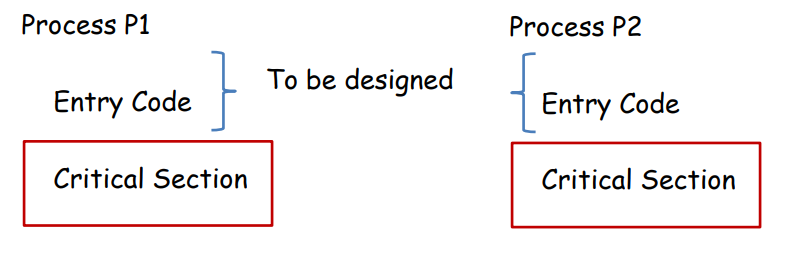 Process P1
Process P2
To be designed
Entry Code
Entry Code
Critical Section
Critical Section